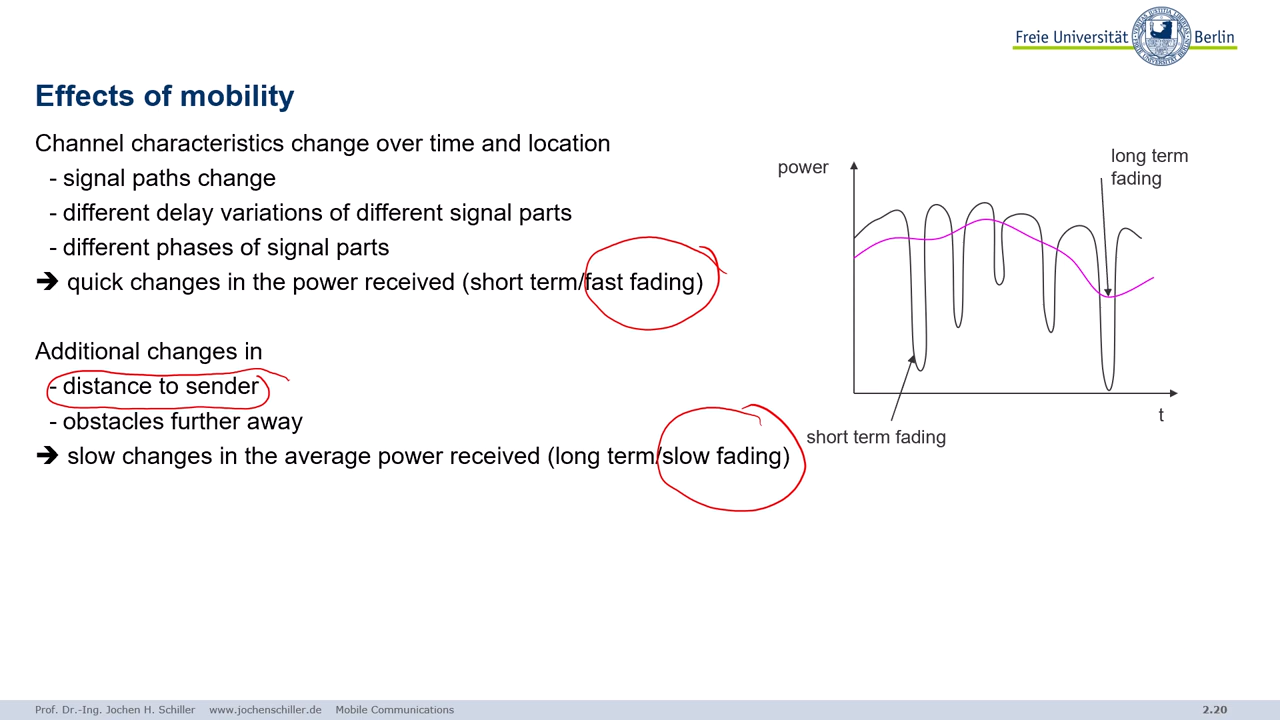 Freie Universität Berlin
Effects of mobility
Channel characteristics change over time and location
- signal paths change
- different delay variations of different signal parts
- different phases of signal parts
🡺 quick changes in the power received (short term/fast fading)
Additional changes in
- distance to sender
- obstacles further away
🡺 slow changes in the average power received (long term/slow fading)
power
long term
fading
short term fading
t
Prof. Dr.-Ing. Jochen H. Schiller www.jochenschiller.de Mobile Communications 2.20